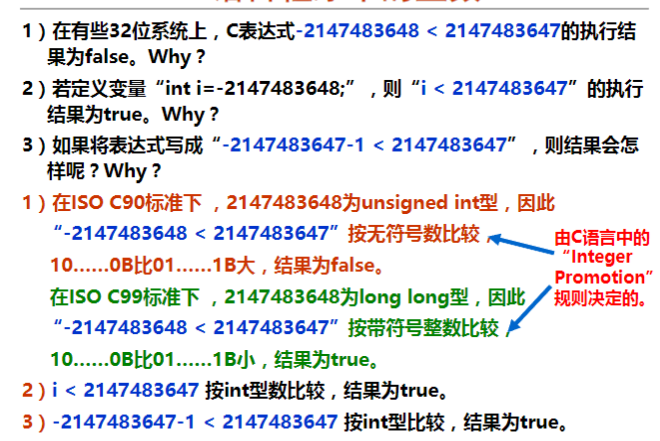 1）在有些32位系统上，C表达式-2147483648 < 2147483647的执行结
果为false。Why？
2）若定义变量“int i=-2147483648;”，则“i < 2147483647”的执行
结果为true。Why？
3）如果将表达式写成“-2147483647-1 < 2147483647”，则结果会怎
样呢？Why？
1）在ISO C90标准下，2147483648为unsigned int型，因此
“-2147483648 < 2147483647”按无符号数比较，
10......0B比01......1B大，结果为false。
在ISO C99标准下，2147483648为long long型，因此
“-2147483648 < 2147483647”按带符号整数比较，
10......0B比01......1B小，结果为true。
由C语言中的
“Integer
Promotion”
规则决定的。
2）i < 2147483647 按int型数比较，结果为true。
3）-2147483647-1 < 2147483647 按int型比较，结果为true。